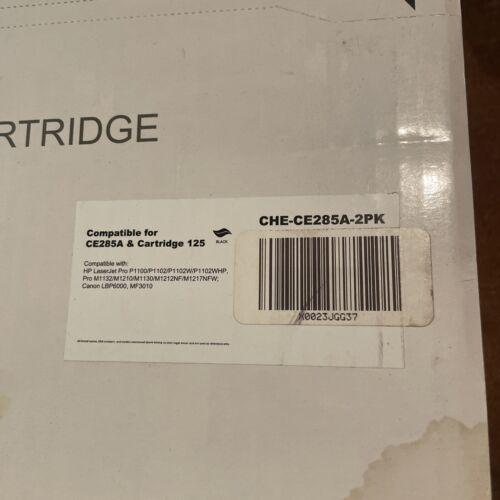 RTRIDGE
Compatible for
CE285A & Cartridge 125
BLACK
CHE-CE285A-2PK
Compatible with:
HP LaserJet Pro P1100/P1102/P1102W/P1102WHP,
Pro M1132/M1210/M1130/M1212NF/M1217NFW;
Canon LBP6000, MF3010
X0023JGG37